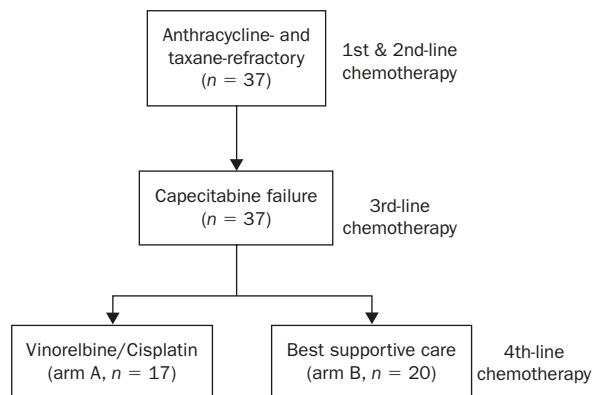 Anthracycline- and
taxane-refractory
(n = 37)
1st & 2nd-line
chemotherapy
Capecitabine failure
(n = 37)
3rd-line
chemotherapy
Vinorelbine/Cisplatin
(arm A, n = 17)
Best supportive care
(arm B, n = 20)
4th-line
chemotherapy